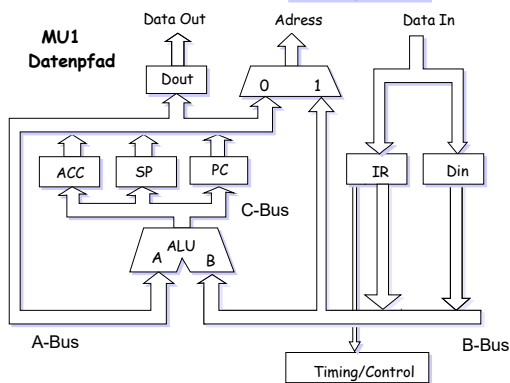 MU1
Datenpfad
Data Out
Adress
Data In
Dout
0 1
ACC
SP
PC
IR
Din
C-Bus
ALU
A B
A-Bus
B-Bus
Timing/Control